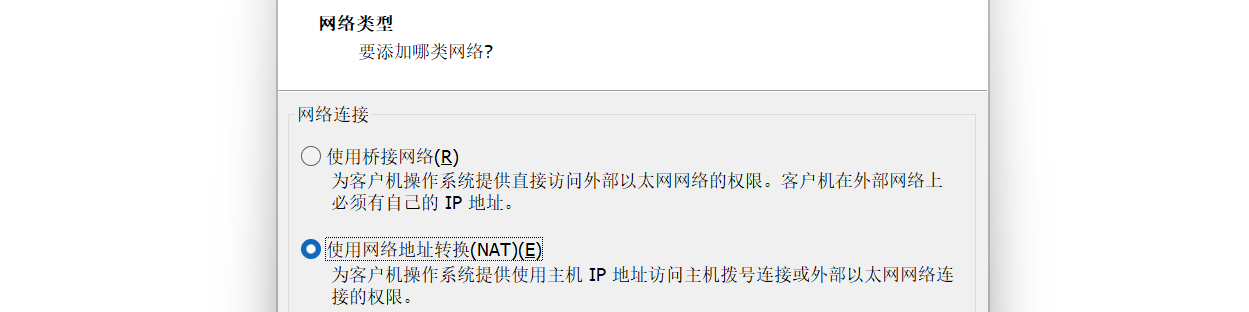 网络类型
要添加哪类网络?
网络连接
使用桥接网络(R)
为客户机操作系统提供直接访问外部以太网网络的权限。客户机在外部网络上
必须有自己的 IP 地址。
使用网络地址转换(NAT)(E)
为客户机操作系统提供使用主机 IP 地址访问主机拨号连接或外部以太网网络连
接的权限。